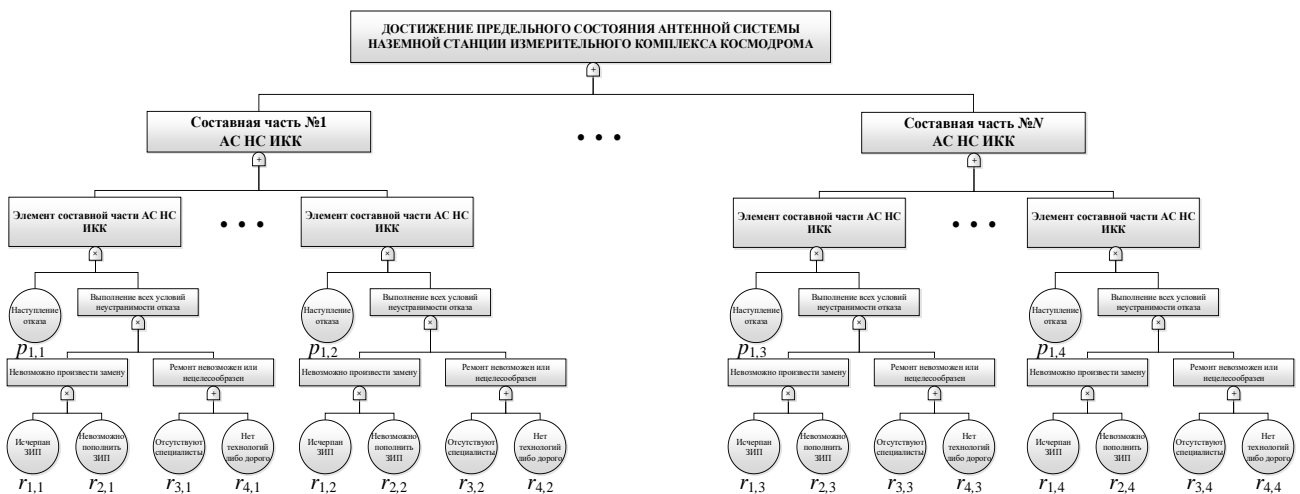 ДОСТИЖЕНИЕ ПРЕДЕЛЬНОГО СОСТОЯНИЯ АНТЕННОЙ СИСТЕМЫ
НАЗЕМНОЙ СТАНЦИИ ИЗМЕРИТЕЛЬНОГО КОМПЛЕКСА КОСМОДРОМА
+
Составная часть №1
АС НС ИКК
• • •
Составная часть №N
АС НС ИКК
+ +
Элемент составной части АС НС
ИКК
• • •
Элемент составной части АС НС
ИКК
Элемент составной части АС НС
ИКК
• • •
Элемент составной части АС НС
ИКК
× × × ×
Наступление
отказа
Выполнение всех условий
неустранимости отказа
Наступление
отказа
Выполнение всех условий
неустранимости отказа
Наступление
отказа
Выполнение всех условий
неустранимости отказа
Наступление
отказа
Выполнение всех условий
неустранимости отказа
× × × ×
p1,1 p1,2 p1,3 p1,4
Невозможно произвести замену
Ремонт невозможен или
нецелесообразен
Невозможно произвести замену
Ремонт невозможен или
нецелесообразен
Невозможно произвести замену
Ремонт невозможен или
нецелесообразен
Невозможно произвести замену
Ремонт невозможен или
нецелесообразен
× + × + × + × +
Исчерпан
ЗИП
Невозможно
пополнить
ЗИП
Отсутствуют
специалисты
Нет
технологий
либо дорого
Исчерпан
ЗИП
Невозможно
пополнить
ЗИП
Отсутствуют
специалисты
Нет
технологий
либо дорого
Исчерпан
ЗИП
Невозможно
пополнить
ЗИП
Отсутствуют
специалисты
Нет
технологий
либо дорого
Исчерпан
ЗИП
Невозможно
пополнить
ЗИП
Отсутствуют
специалисты
Нет
технологий
либо дорого
r1,1 r2,1 r3,1 r4,1 r1,2 r2,2 r3,2 r4,2 r1,3 r2,3 r3,3 r4,3 r1,4 r2,4 r3,4 r4,4